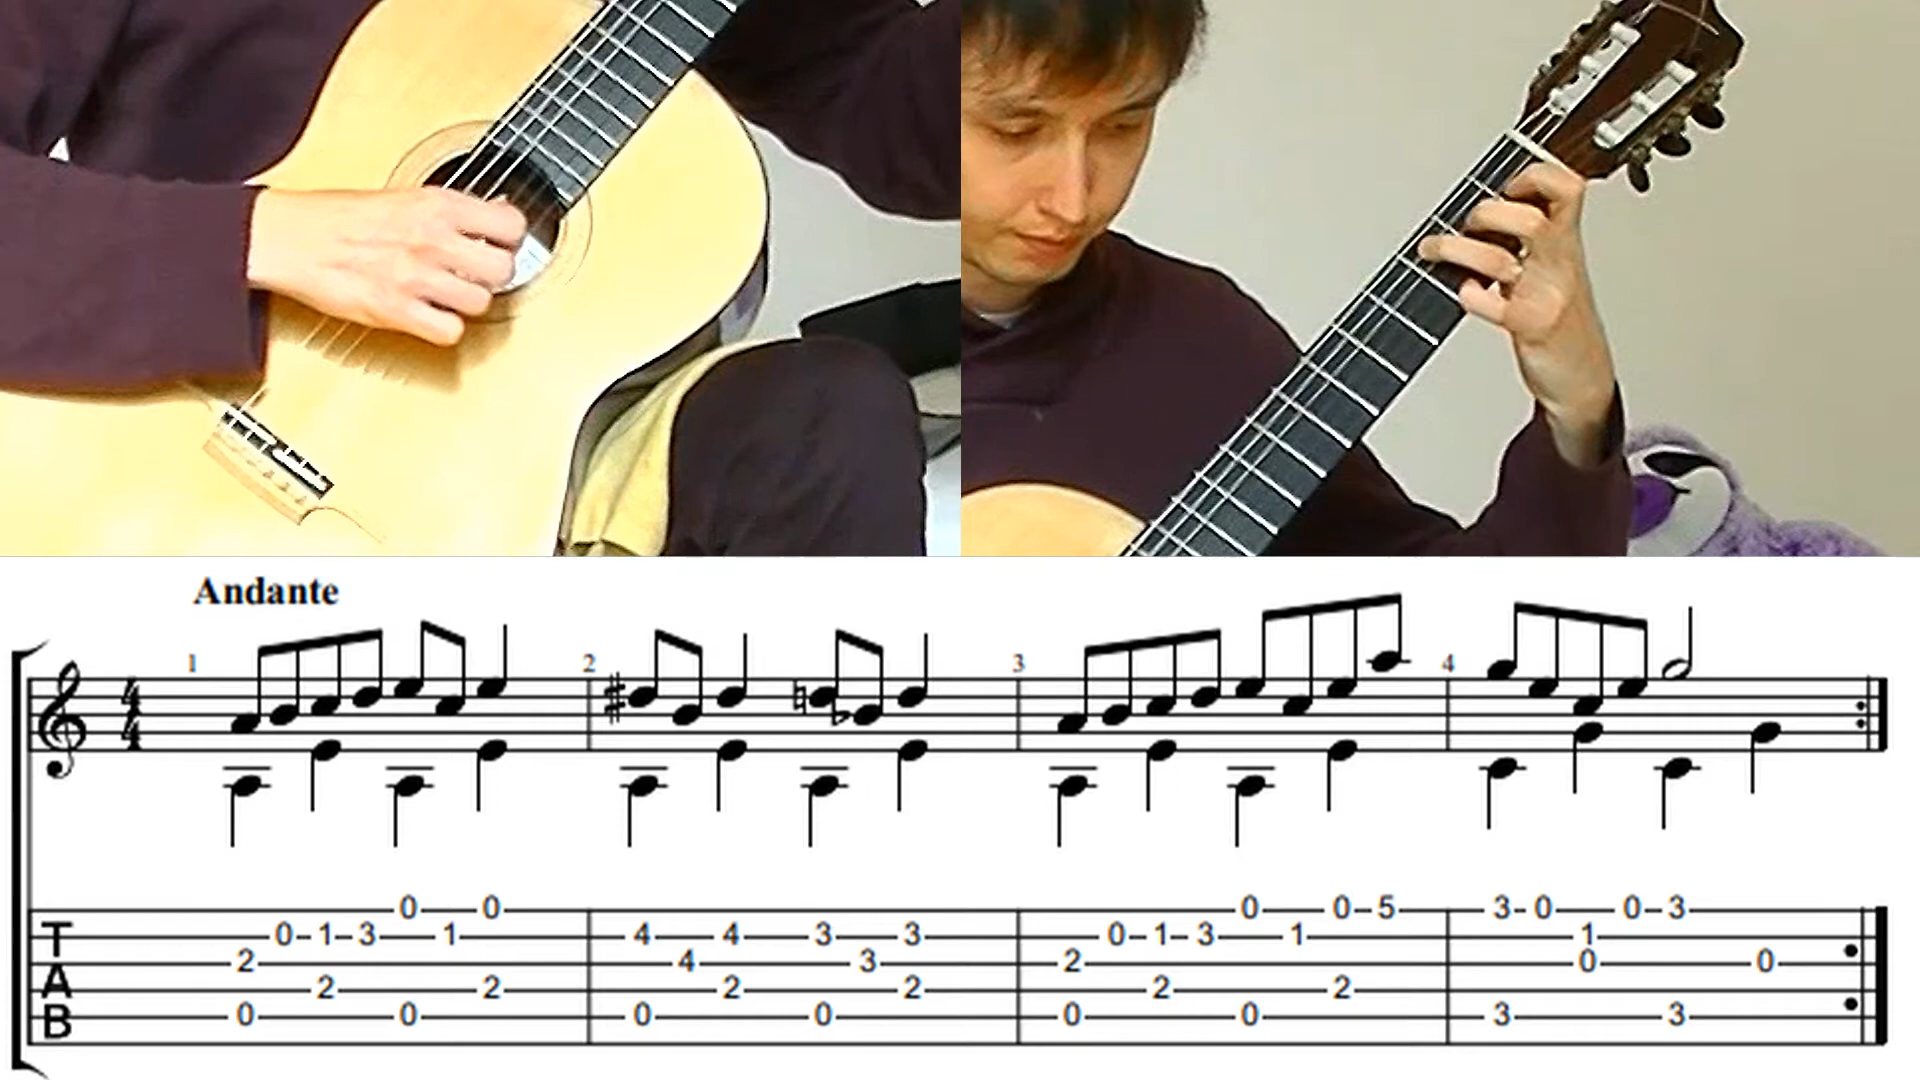 Andante
1 2 3 4
4
4
0 0 0 0-5 3-0 0-3
T 0-1-3 1 4 4 3 3 0-1-3 1 1
2 4 3 2 0 0
A 2 2 2 2 2 2
B 0 0 0 0 0 0 3 3